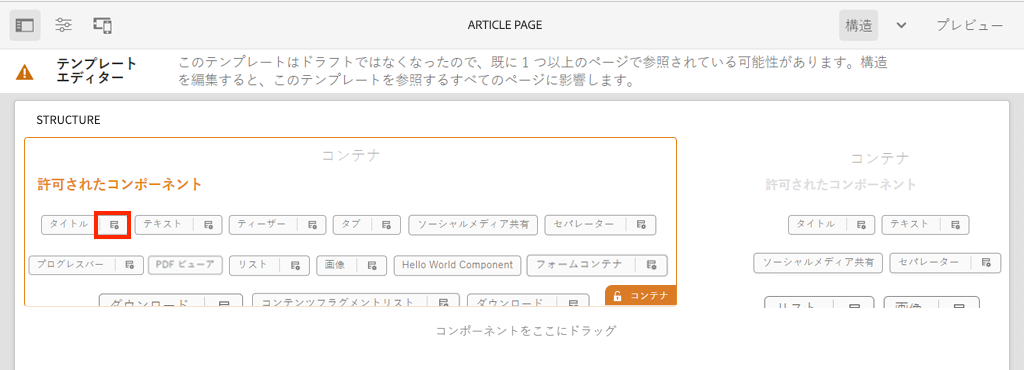 ARTICLE PAGE
構造
プレビュー
テンプレート
エディター
このテンプレートはドラフトではなくなったので、既に 1 つ以上のページで参照されている可能性があります。構造
を編集すると、このテンプレートを参照するすべてのページに影響します。
STRUCTURE
コンテナ
コンテナ
許可されたコンポーネント
許可されたコンポーネント
タイトル テキスト ティーザー タブ ソーシャルメディア共有 セパレーター
タイトル テキスト
プログレスバー PDF ビューア リスト 画像 Hello World Component フォームコンテナ
ソーシャルメディア共有 セパレーター
ダウンロード コンテンツフラグメントリスト ダウンロード
コンテナ
リスト 画像
コンポーネントをここにドラッグ